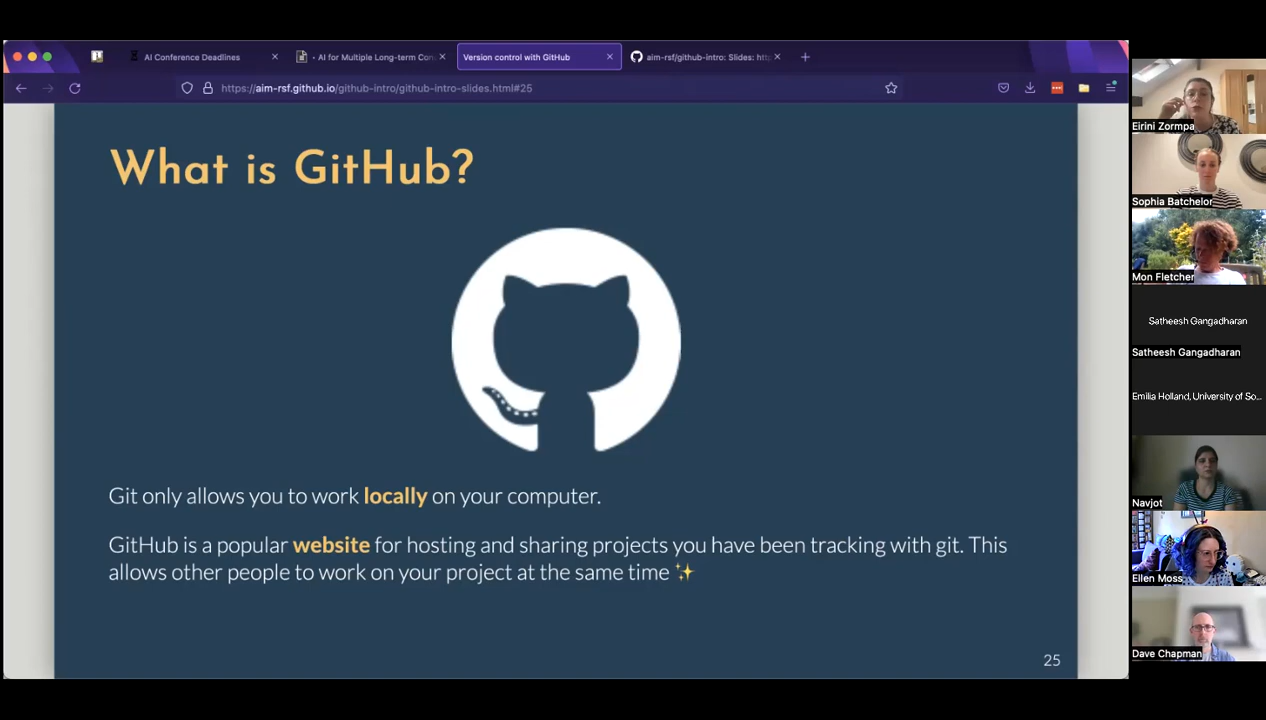 AI Conference Deadlines
AI for Multiple Long-term Con
Version control with GitHub
aim-rsf/github-intro: Slides: http
https://aim-rsf.github.io/github-intro/github-intro-slides.html#25
What is GitHub?
Git only allows you to work locally on your computer.
GitHub is a popular website for hosting and sharing projects you have been tracking with git. This
allows other people to work on your project at the same time ✨
25
Eirini Zormpa
Sophia Batchelor
Mon Fletcher
Satheesh Gangadharan
Satheesh Gangadharan
Emilia Holland, University of So...
Navjot
Ellen Moss
Dave Chapman